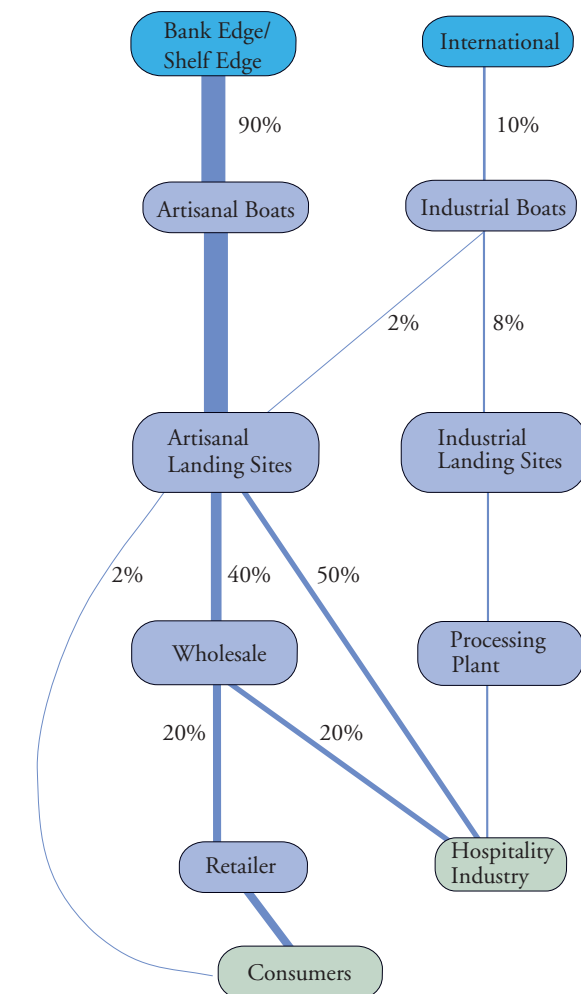 Bank Edge/
Shelf Edge
International
90%
10%
Artisanal Boats
Industrial Boats
2%
8%
Artisanal
Landing Sites
Industrial
Landing Sites
2%
40%
50%
Wholesale
Processing
Plant
20%
20%
Retailer
Hospitality
Industry
Consumers